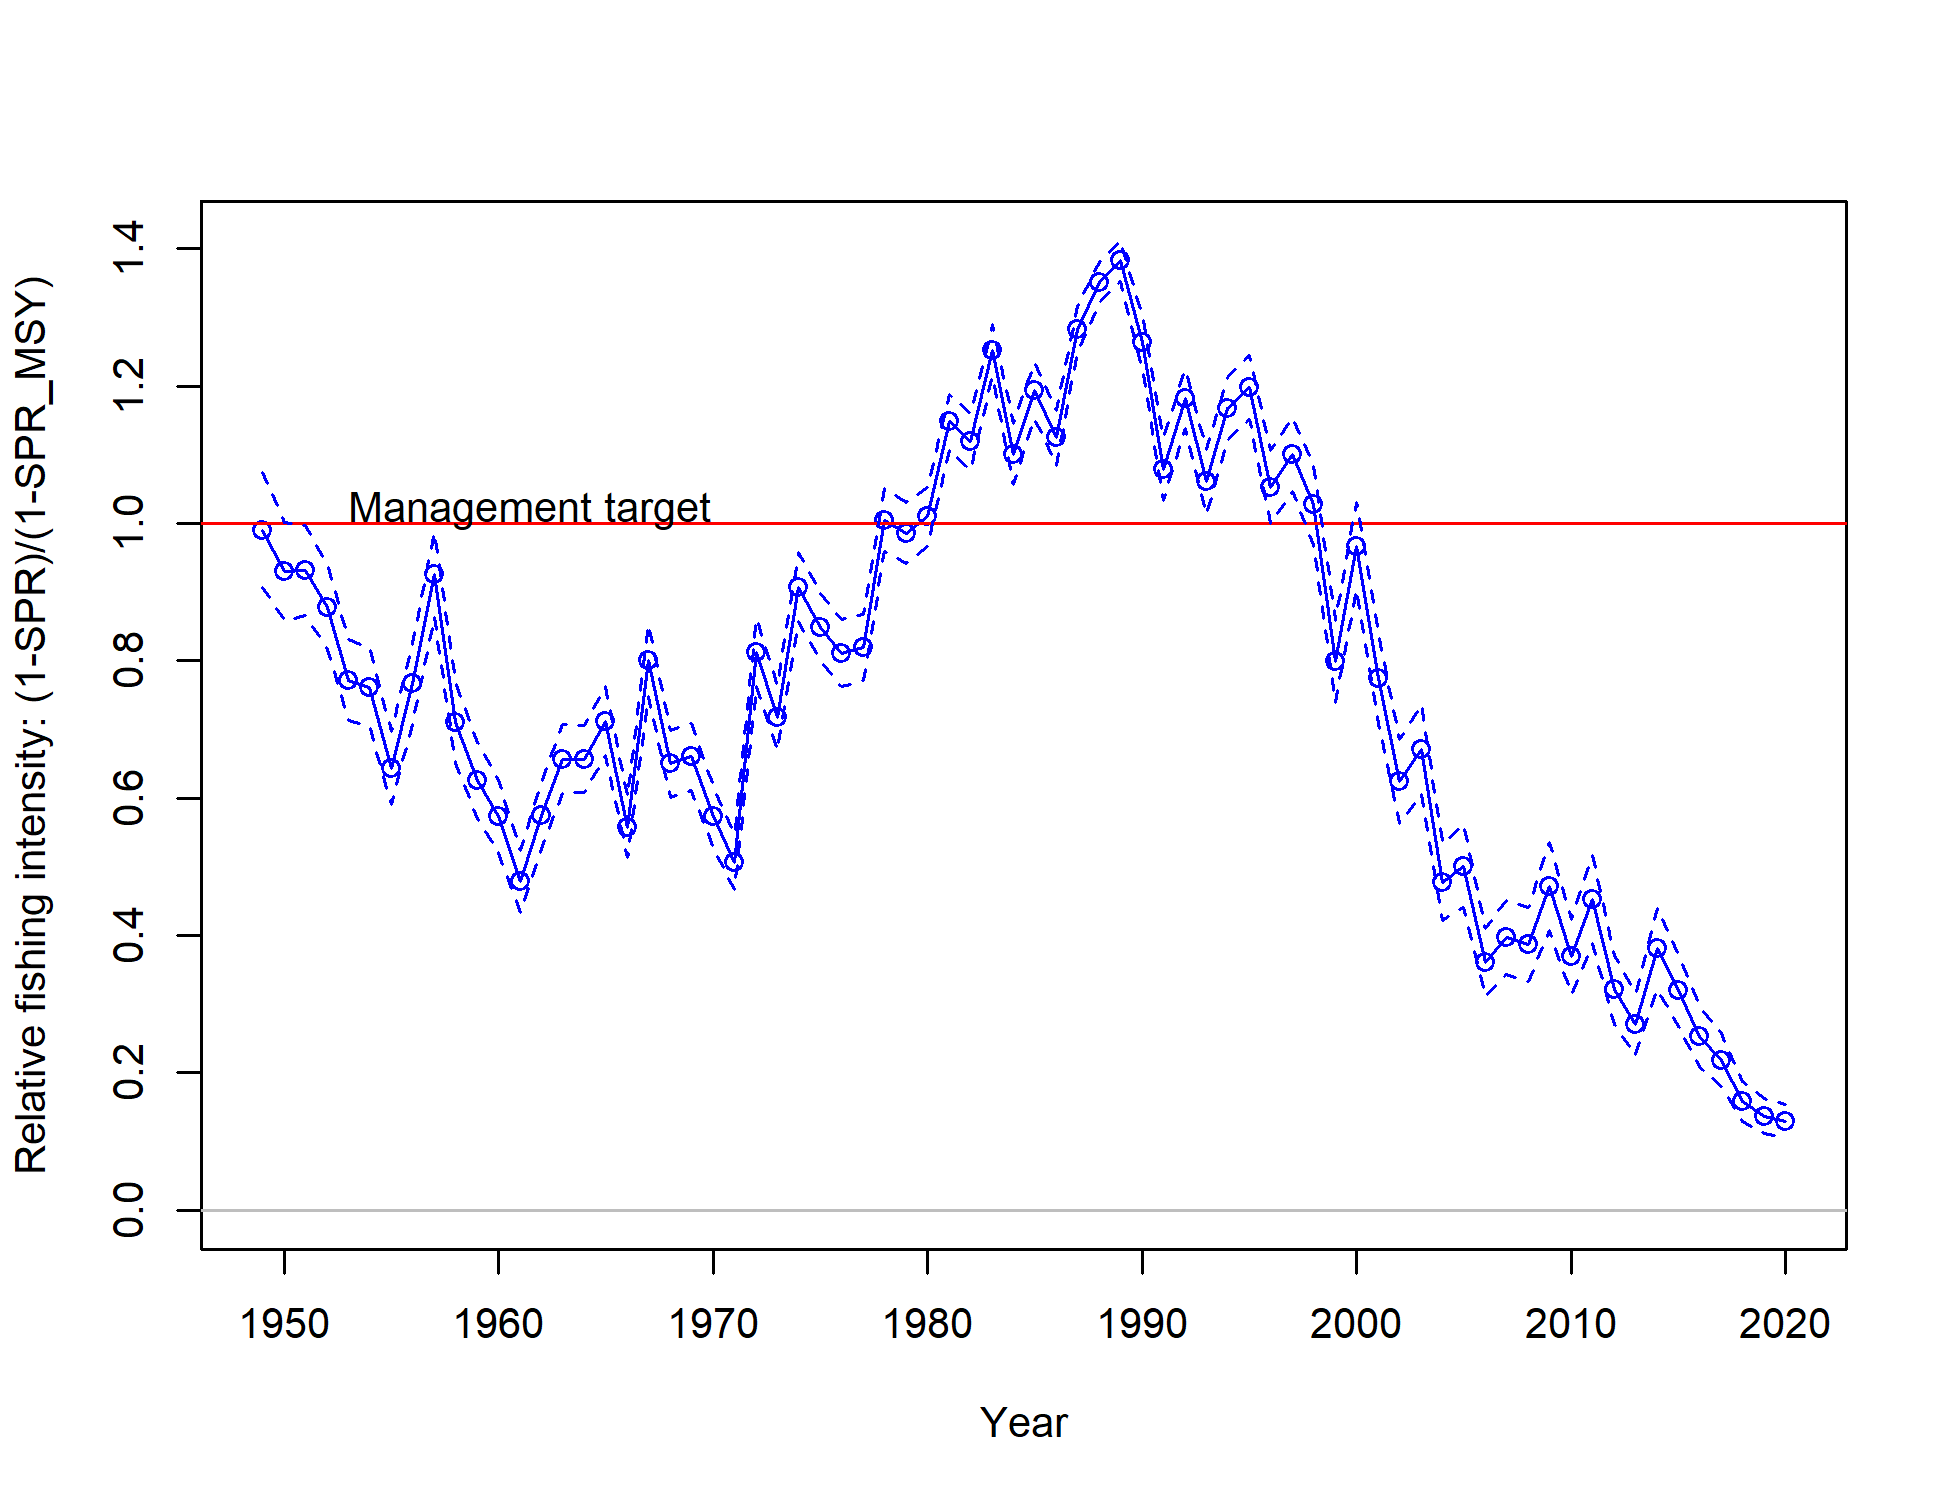 Relative fishing intensity: (1-SPR)/(1-SPR_MSY)
1.4
1.2
1.0
0.8
0.6
0.4
0.2
0.0
Management target
1950 1960 1970 1980 1990 2000 2010 2020
Year